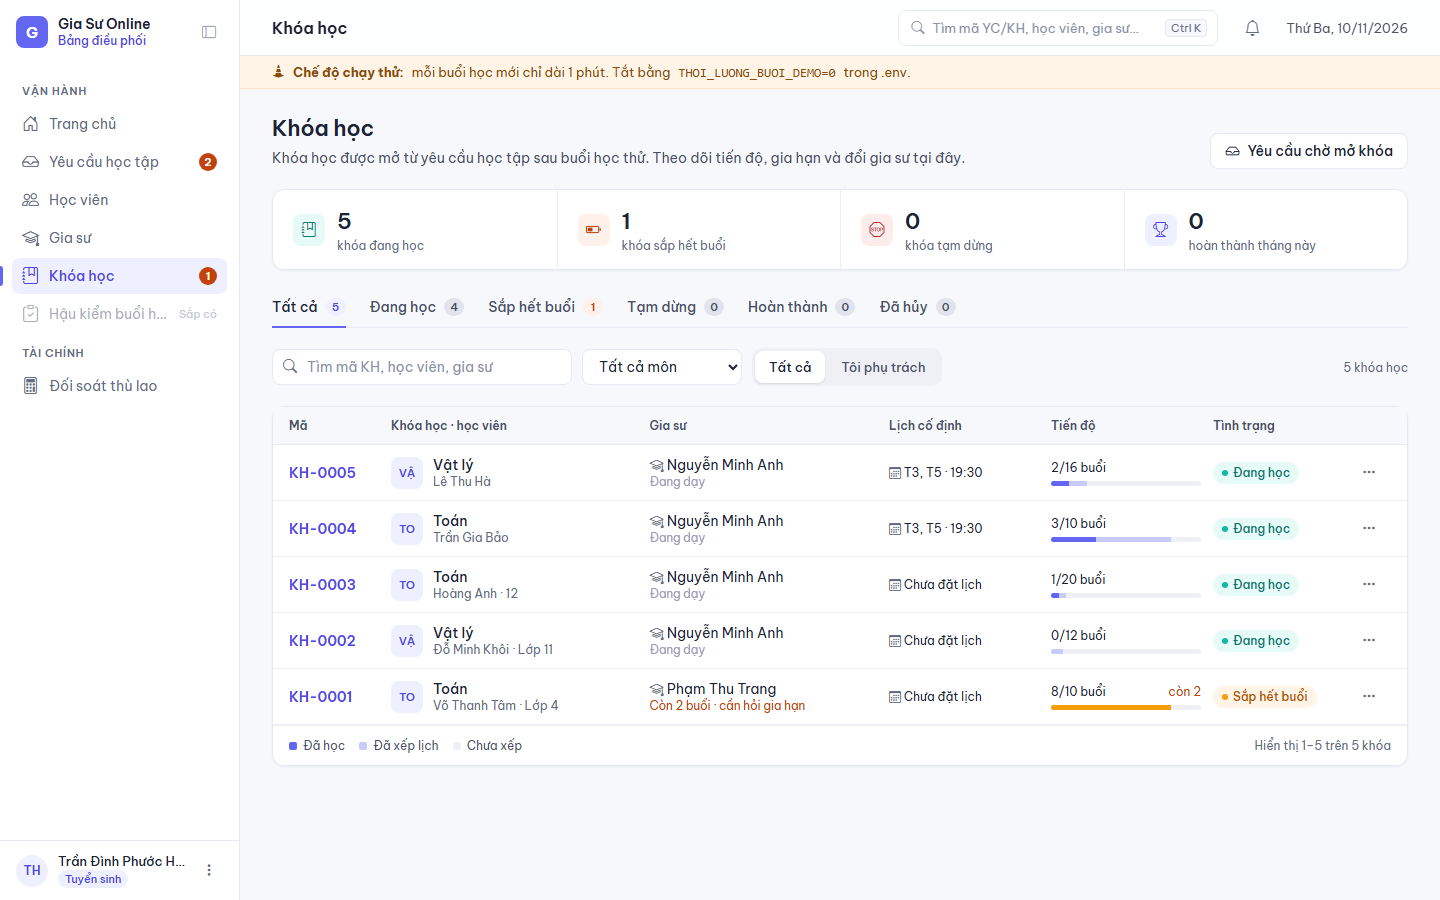 G
Gia Sư Online
Bảng điều phối
Khóa học
Tìm mã YC/KH, học viên, gia sư...
Ctrl K
Thứ Ba, 10/11/2026
Chế độ chạy thử: mỗi buổi học mới chỉ dài 1 phút. Tắt bằng THOI_LUONG_BUOI_DEMO=0 trong .env.
VẬN HÀNH
Trang chủ
Yêu cầu học tập 2
Học viên
Gia sư
Khóa học 1
Hậu kiểm buổi h... Sắp có
TÀI CHÍNH
Đối soát thù lao
Khóa học
Khóa học được mở từ yêu cầu học tập sau buổi học thử. Theo dõi tiến độ, gia hạn và đổi gia sư tại đây.
Yêu cầu chờ mở khóa
5
khóa đang học
1
khóa sắp hết buổi
STOP
0
khóa tạm dừng
0
hoàn thành tháng này
Tất cả 5 Đang học 4 Sắp hết buổi 1 Tạm dừng 0 Hoàn thành 0 Đã hủy 0
Tìm mã KH, học viên, gia sư
Tất cả môn
Tất cả
Tôi phụ trách
5 khóa học
Mã Khóa học · học viên Gia sư Lịch cố định Tiến độ Tình trạng
KH-0005 VẬ Vật lý Nguyễn Minh Anh T3, T5 · 19:30 2/16 buổi Đang học
Lê Thu Hà Đang dạy
KH-0004 TO Toán Nguyễn Minh Anh T3, T5 · 19:30 3/10 buổi Đang học
Trần Gia Bảo Đang dạy
KH-0003 TO Toán Nguyễn Minh Anh Chưa đặt lịch 1/20 buổi Đang học
Hoàng Anh · 12 Đang dạy
KH-0002 VẬ Vật lý Nguyễn Minh Anh Chưa đặt lịch 0/12 buổi Đang học
Đỗ Minh Khôi · Lớp 11 Đang dạy
KH-0001 TO Toán Phạm Thu Trang Chưa đặt lịch 8/10 buổi còn 2 Sắp hết buổi
Võ Thanh Tâm · Lớp 4 Còn 2 buổi · cần hỏi gia hạn
Đã học Đã xếp lịch Chưa xếp
Hiển thị 1–5 trên 5 khóa
TH
Trần Đình Phước H...
Tuyển sinh